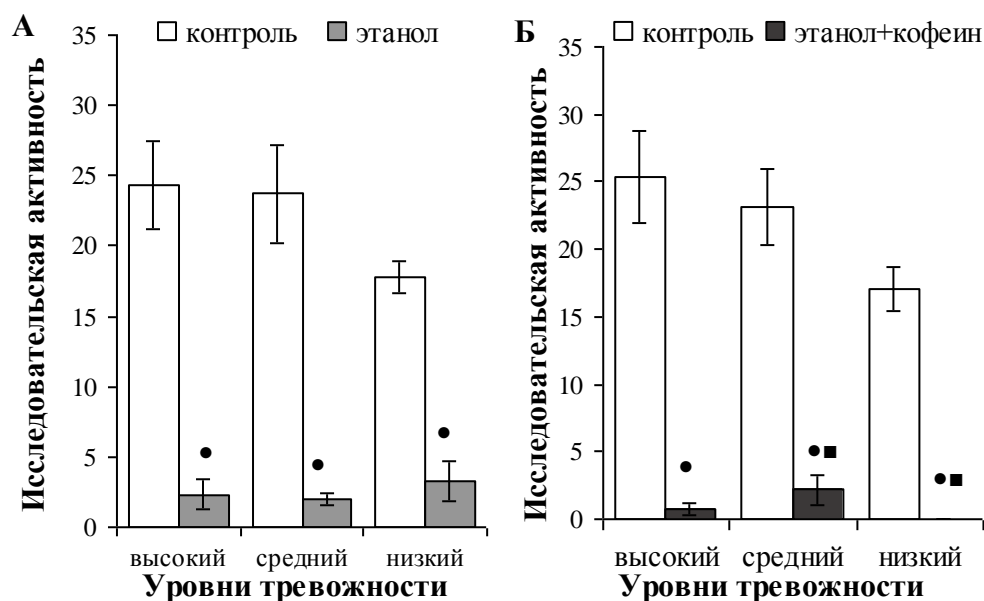 А
контроль этанол
Исследовательская активность
35
30
25
20
15
10
5
0
высокий средний низкий
Уровни тревожности
Б
контроль этанол+кофеин
Исследовательская активность
35
30
25
20
15
10
5
0
высокий средний низкий
Уровни тревожности